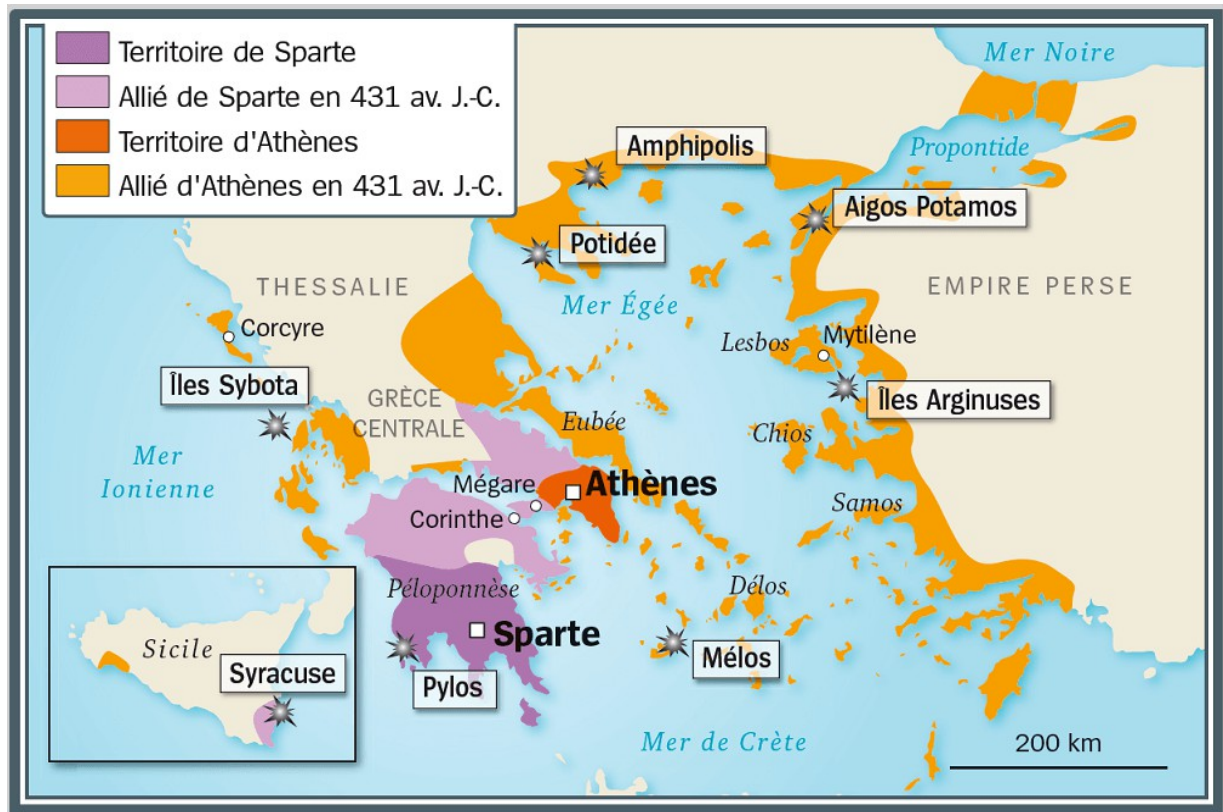 Territoire de Sparte
Allié de Sparte en 431 av. J.-C.
Territoire d'Athènes
Allié d'Athènes en 431 av. J.-C.
Mer Noire
Propontide
Amphipolis
Aigos Potamos
Potidée
THESSALIE
Mer Égée
EMPIRE PERSE
Corcyre
Lesbos
Mytilène
Îles Sybota
Îles Arginuses
GRÈCE
CENTRALE
Eubée
Chios
Mer
Ionienne
Mégare
Athènes
Corinthe
Samos
Péloponnèse
Délos
Sparte
Mélos
Pylos
Sicile
Syracuse
Mer de Crète
200 km